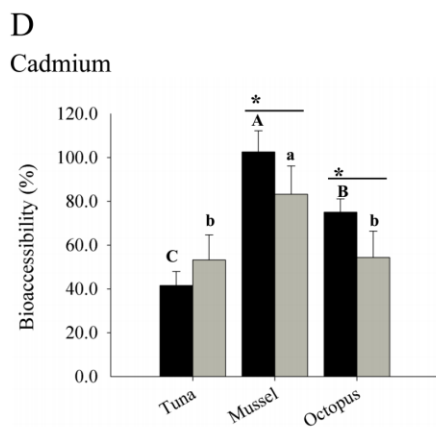 D
Cadmium
Bioaccessibility (%)
120.0
100.0
80.0
60.0
40.0
20.0
0.0
C
b
*
A
a
*
B
b
Tuna
Mussel
Octopus